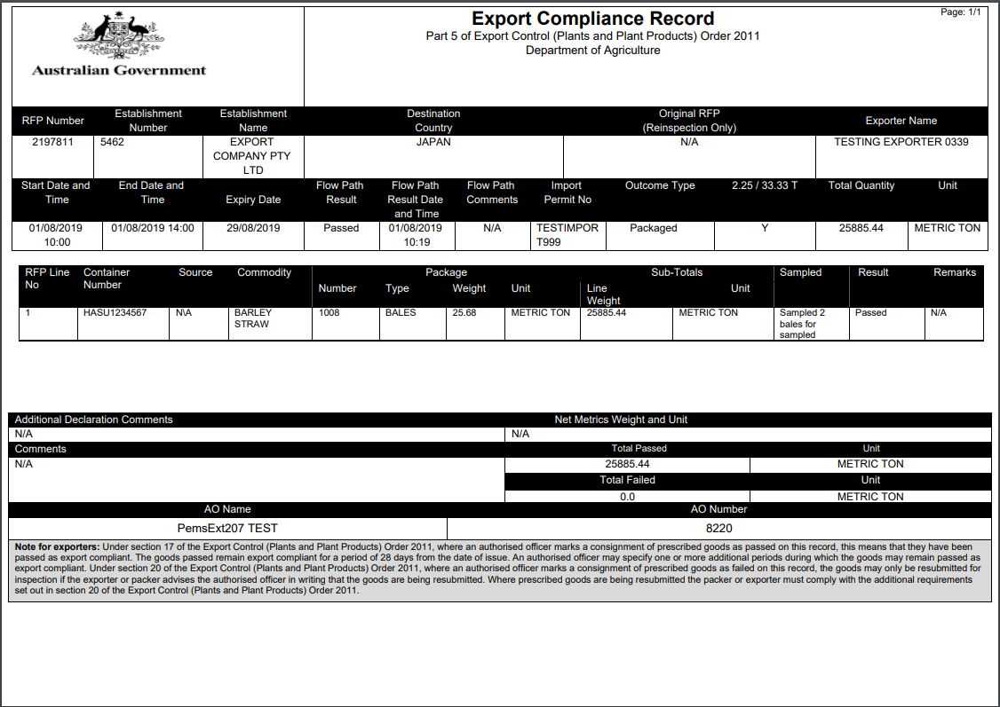 Page: 1/1
Export Compliance Record
Part 5 of Export Control (Plants and Plant Products) Order 2011
Department of Agriculture
Australian Government
RFP Number
Establishment
Number
Establishment
Name
Destination
Country
Original RFP
(Reinspection Only)
Exporter Name
2197811
5462
EXPORT
COMPANY PTY
LTD
JAPAN
N/A
TESTING EXPORTER 0339
Start Date and
Time
End Date and
Time
Expiry Date
Flow Path
Result
Flow Path
Result Date
and Time
Flow Path
Comments
Import
Permit No
Outcome Type
2.25 / 33.33 T
Total Quantity
Unit
01/08/2019
10:00
01/08/2019 14:00
29/08/2019
Passed
01/08/2019
10:19
N/A
TESTIMPOR
T999
Packaged
Y
25885.44
METRIC TON
RFP Line
No
Container
Number
Source
Commodity
Package
Number
Type
Weight
Unit
Sub-Totals
Line
Weight
Unit
Sampled
Result
Remarks
1
HASU1234567
N\A
BARLEY
STRAW
1008
BALES
25.68
METRIC TON
25885.44
METRIC TON
Sampled 2
bales for
sampled
Passed
N/A
Additional Declaration Comments
Net Metrics Weight and Unit
N/A
N/A
Comments
Total Passed
Unit
N/A
25885.44
METRIC TON
Total Failed
Unit
0.0
METRIC TON
AO Name
AO Number
PemsExt207 TEST
8220
Note for exporters: Under section 17 of the Export Control (Plants and Plant Products) Order 2011, where an authorised officer marks a consignment of prescribed goods as passed on this record, this means that they have been
passed as export compliant. The goods passed remain export compliant for a period of 28 days from the date of issue. An authorised officer may specify one or more additional periods during which the goods may remain passed as
export compliant. Under section 20 of the Export Control (Plants and Plant Products) Order 2011, where an authorised officer marks a consignment of prescribed goods as failed on this record, the goods may only be resubmitted for
inspection if the exporter or packer advises the authorised officer in writing that the goods are being resubmitted. Where prescribed goods are being resubmitted the packer or exporter must comply with the additional requirements
set out in section 20 of the Export Control (Plants and Plant Products) Order 2011.